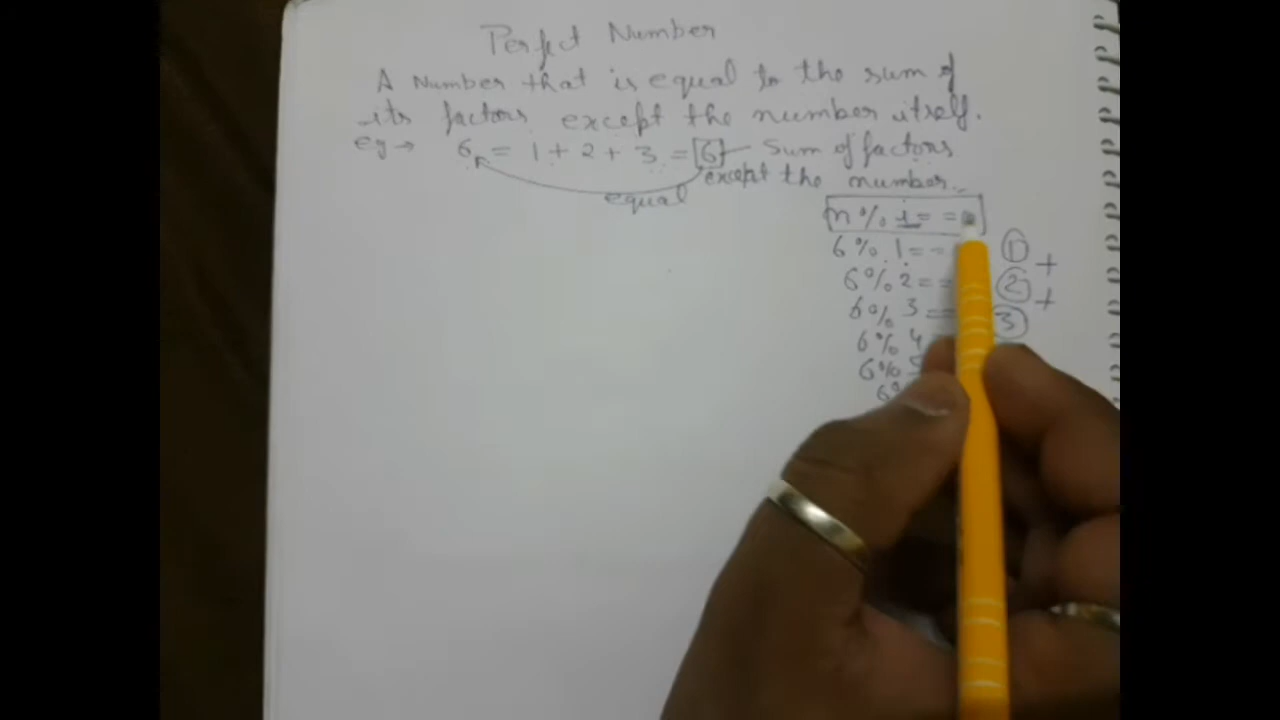 Perfect Number
A Number that is equal to the sum of
its factors except the number itself.
eg → 6 = 1 + 2 + 3 = 6 — Sum of factors
except the number.
equal
n % i = =
6 % 1 = = 1 +
6 % 2 = = 2 +
6 % 3 = = 3
6 % 4
6 % 5
6